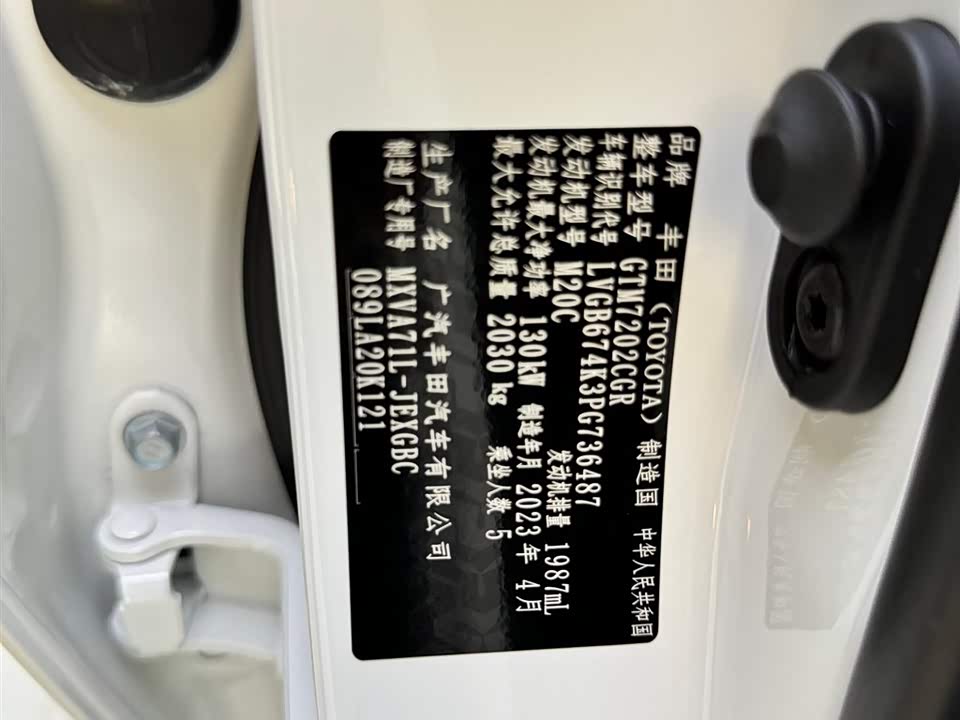 品牌 丰田（TOYOTA） 制造国 中华人民共和国
整车型号 GTM7202CGR
车辆识别代号 LVGB674K3PG736487
发动机型号 M20C 发动机排量 1987mL
发动机最大净功率 130kW 制造年月 2023年 4月
最大允许总质量 2030 kg 乘坐人数 5
生产厂名 广汽丰田汽车有限公司
制造厂专用号 MXVA71L-JEXGBC
089LA20K121